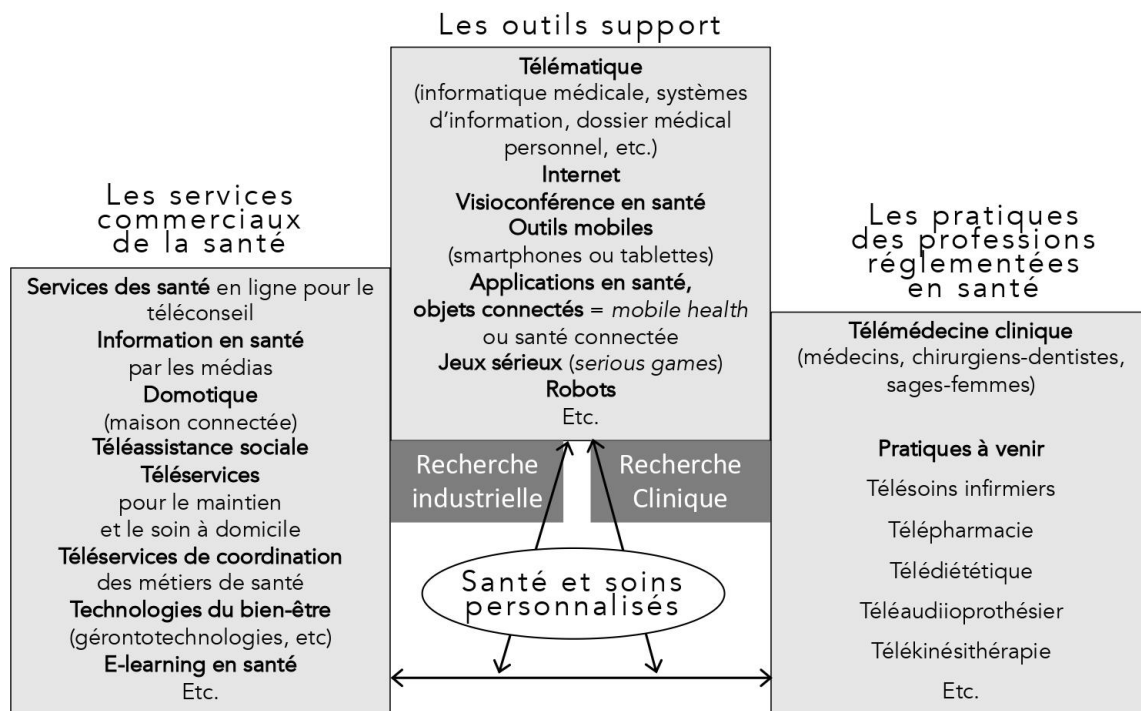 Les outils support
Télématique
(informatique médicale, systèmes
d'information, dossier médical
personnel, etc.)
Internet
Visioconférence en santé
Outils mobiles
(smartphones ou tablettes)
Applications en santé,
objets connectés = mobile health
ou santé connectée
Jeux sérieux (serious games)
Robots
Etc.
Les services
commerciaux
de la santé
Services des santé en ligne pour le
téléconseil
Information en santé
par les médias
Domotique
(maison connectée)
Téléassistance sociale
Téléservices
pour le maintien
et le soin à domicile
Téléservices de coordination
des métiers de santé
Technologies du bien-être
(gérontotechnologies, etc)
E-learning en santé
Etc.
Les pratiques
des professions
réglementées
en santé
Télémédecine clinique
(médecins, chirurgiens-dentistes,
sages-femmes)
Pratiques à venir
Télésoins infirmiers
Télépharmacie
Télédiététique
Téléaudiioprothésier
Télékinésithérapie
Etc.
Recherche
industrielle
Recherche
Clinique
Santé et soins
personnalisés